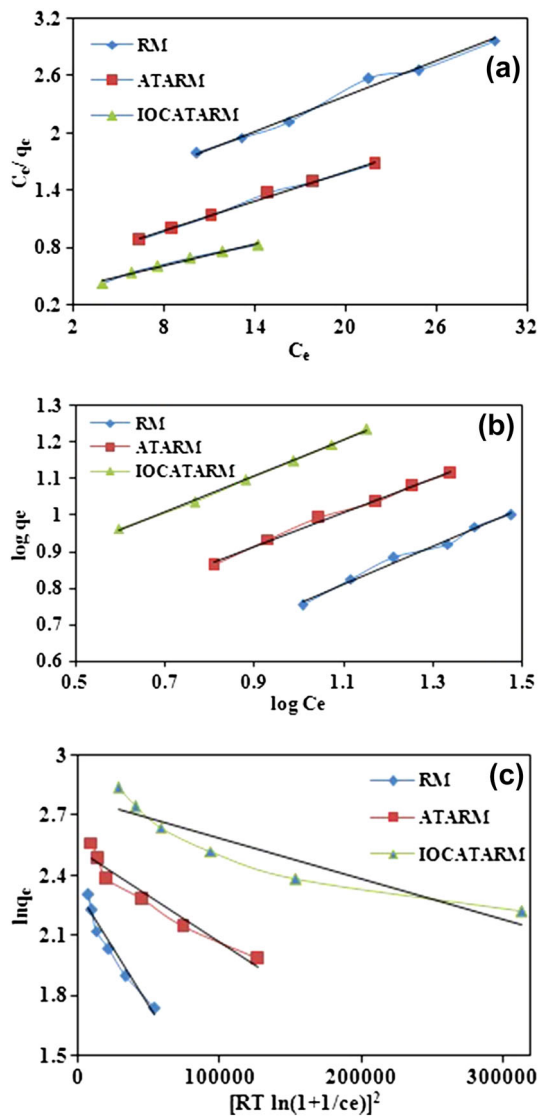 3.2
(a)
RM
2.6
ATARM
IOCATARM
Ce/ qe
2
1.4
0.8
0.2
2 8 14 20 26 32
Ce
1.3
(b)
RM
1.2
ATARM
IOCATARM
1.1
log qe
1
0.9
0.8
0.7
0.6
0.5 0.7 0.9 1.1 1.3 1.5
log Ce
3
(c)
RM
2.7
ATARM
IOCATARM
2.4
lnqe
2.1
1.8
1.5
0 100000 200000 300000
[RT ln(1+1/ce)]²